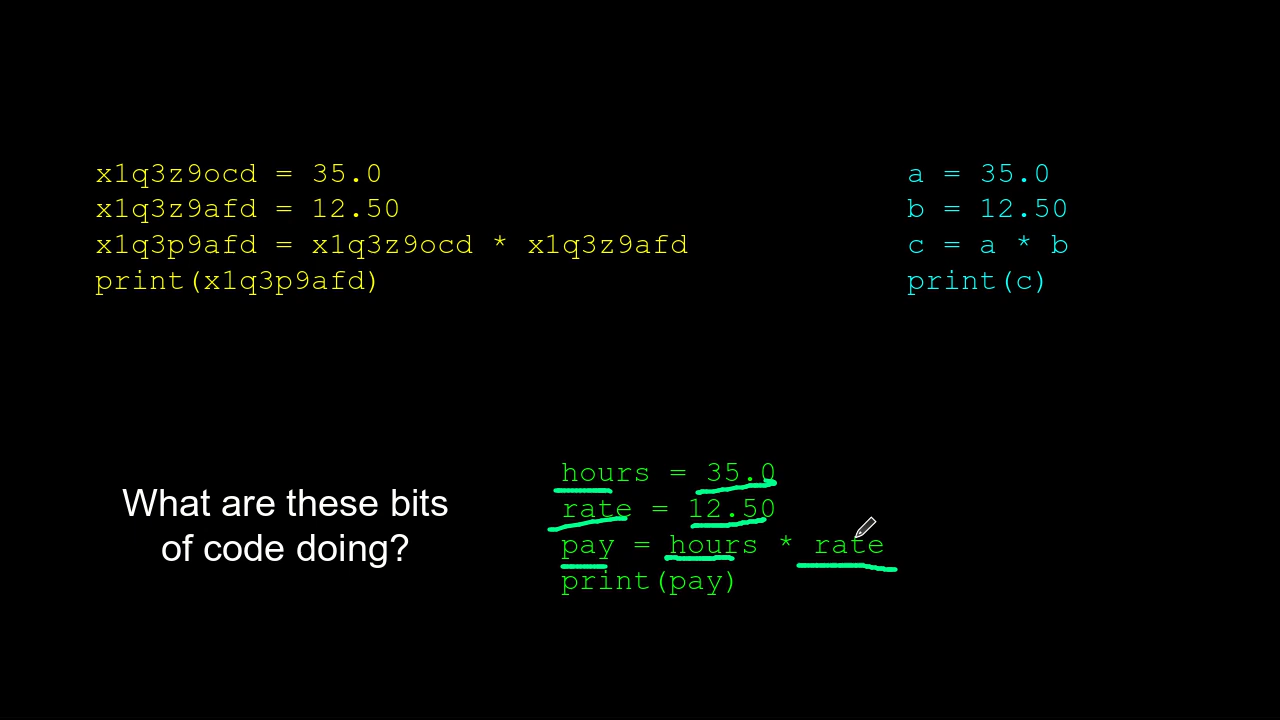 x1q3z9ocd = 35.0
x1q3z9afd = 12.50
x1q3p9afd = x1q3z9ocd * x1q3z9afd
print(x1q3p9afd)
a = 35.0
b = 12.50
c = a * b
print(c)
What are these bits
of code doing?
hours = 35.0
rate = 12.50
pay = hours * rate
print(pay)